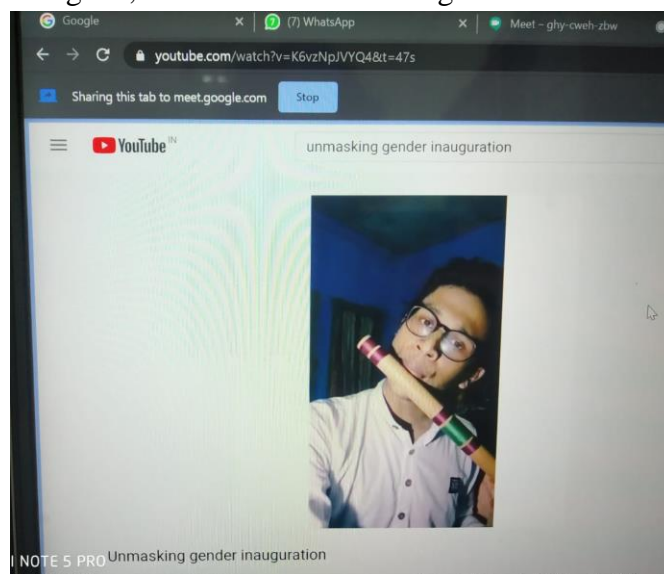 Google
(7) WhatsApp
Meet – ghy-cweh-zbw
youtube.com/watch?v=K6vzNpJVYQ4&t=47s
Sharing this tab to meet.google.com Stop
YouTube IN
unmasking gender inauguration
Unmasking gender inauguration
NOTE 5 PRO